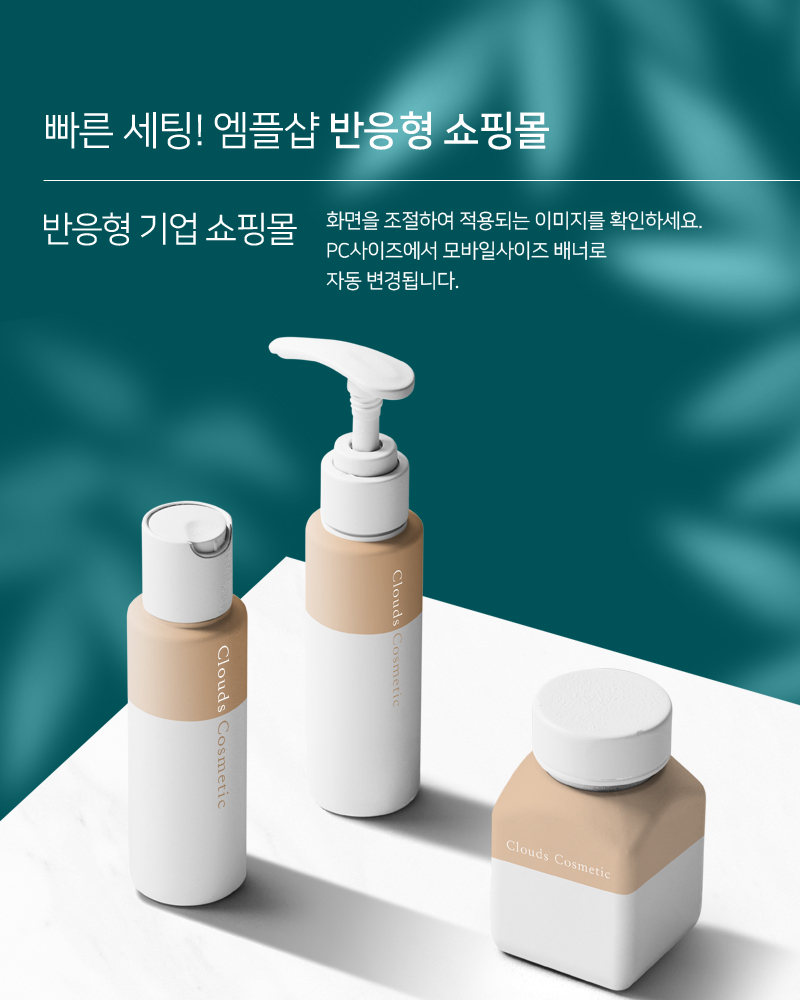 빠른 세팅! 엠플샵 반응형 쇼핑몰
반응형 기업 쇼핑몰
화면을 조절하여 적용되는 이미지를 확인하세요.
PC사이즈에서 모바일사이즈 배너로
자동 변경됩니다.
Clouds Cosmetic
Clouds Cosmetic
Clouds Cosmetic